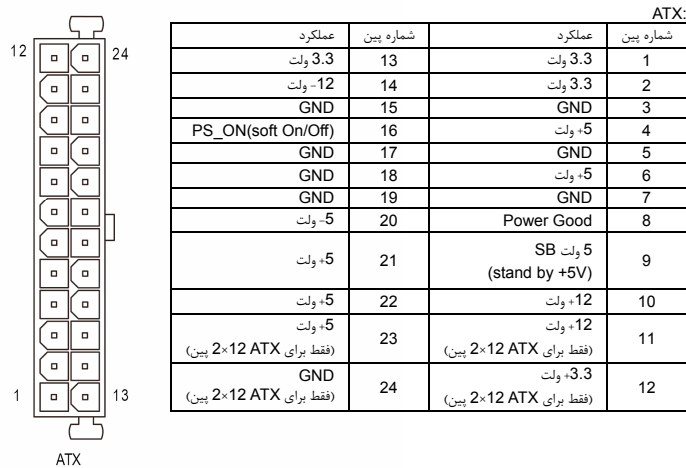 ATX:
شماره پین عملکرد شماره پین عملکرد
1 3.3 ولت 13 3.3 ولت
2 3.3 ولت 14 12- ولت
3 GND 15 GND
4 5+ ولت 16 PS_ON(soft On/Off)
5 GND 17 GND
6 5+ ولت 18 GND
7 GND 19 GND
8 Power Good 20 5- ولت
9 5 ولت SB 21 5+ ولت
(stand by +5V)
10 12+ ولت 22 5+ ولت
11 12+ ولت 23 5+ ولت
(فقط برای 2×12 ATX پین) (فقط برای 2×12 ATX پین)
12 3.3+ ولت 24 GND
(فقط برای 2×12 ATX پین) (فقط برای 2×12 ATX پین)
12 24
1 13
ATX